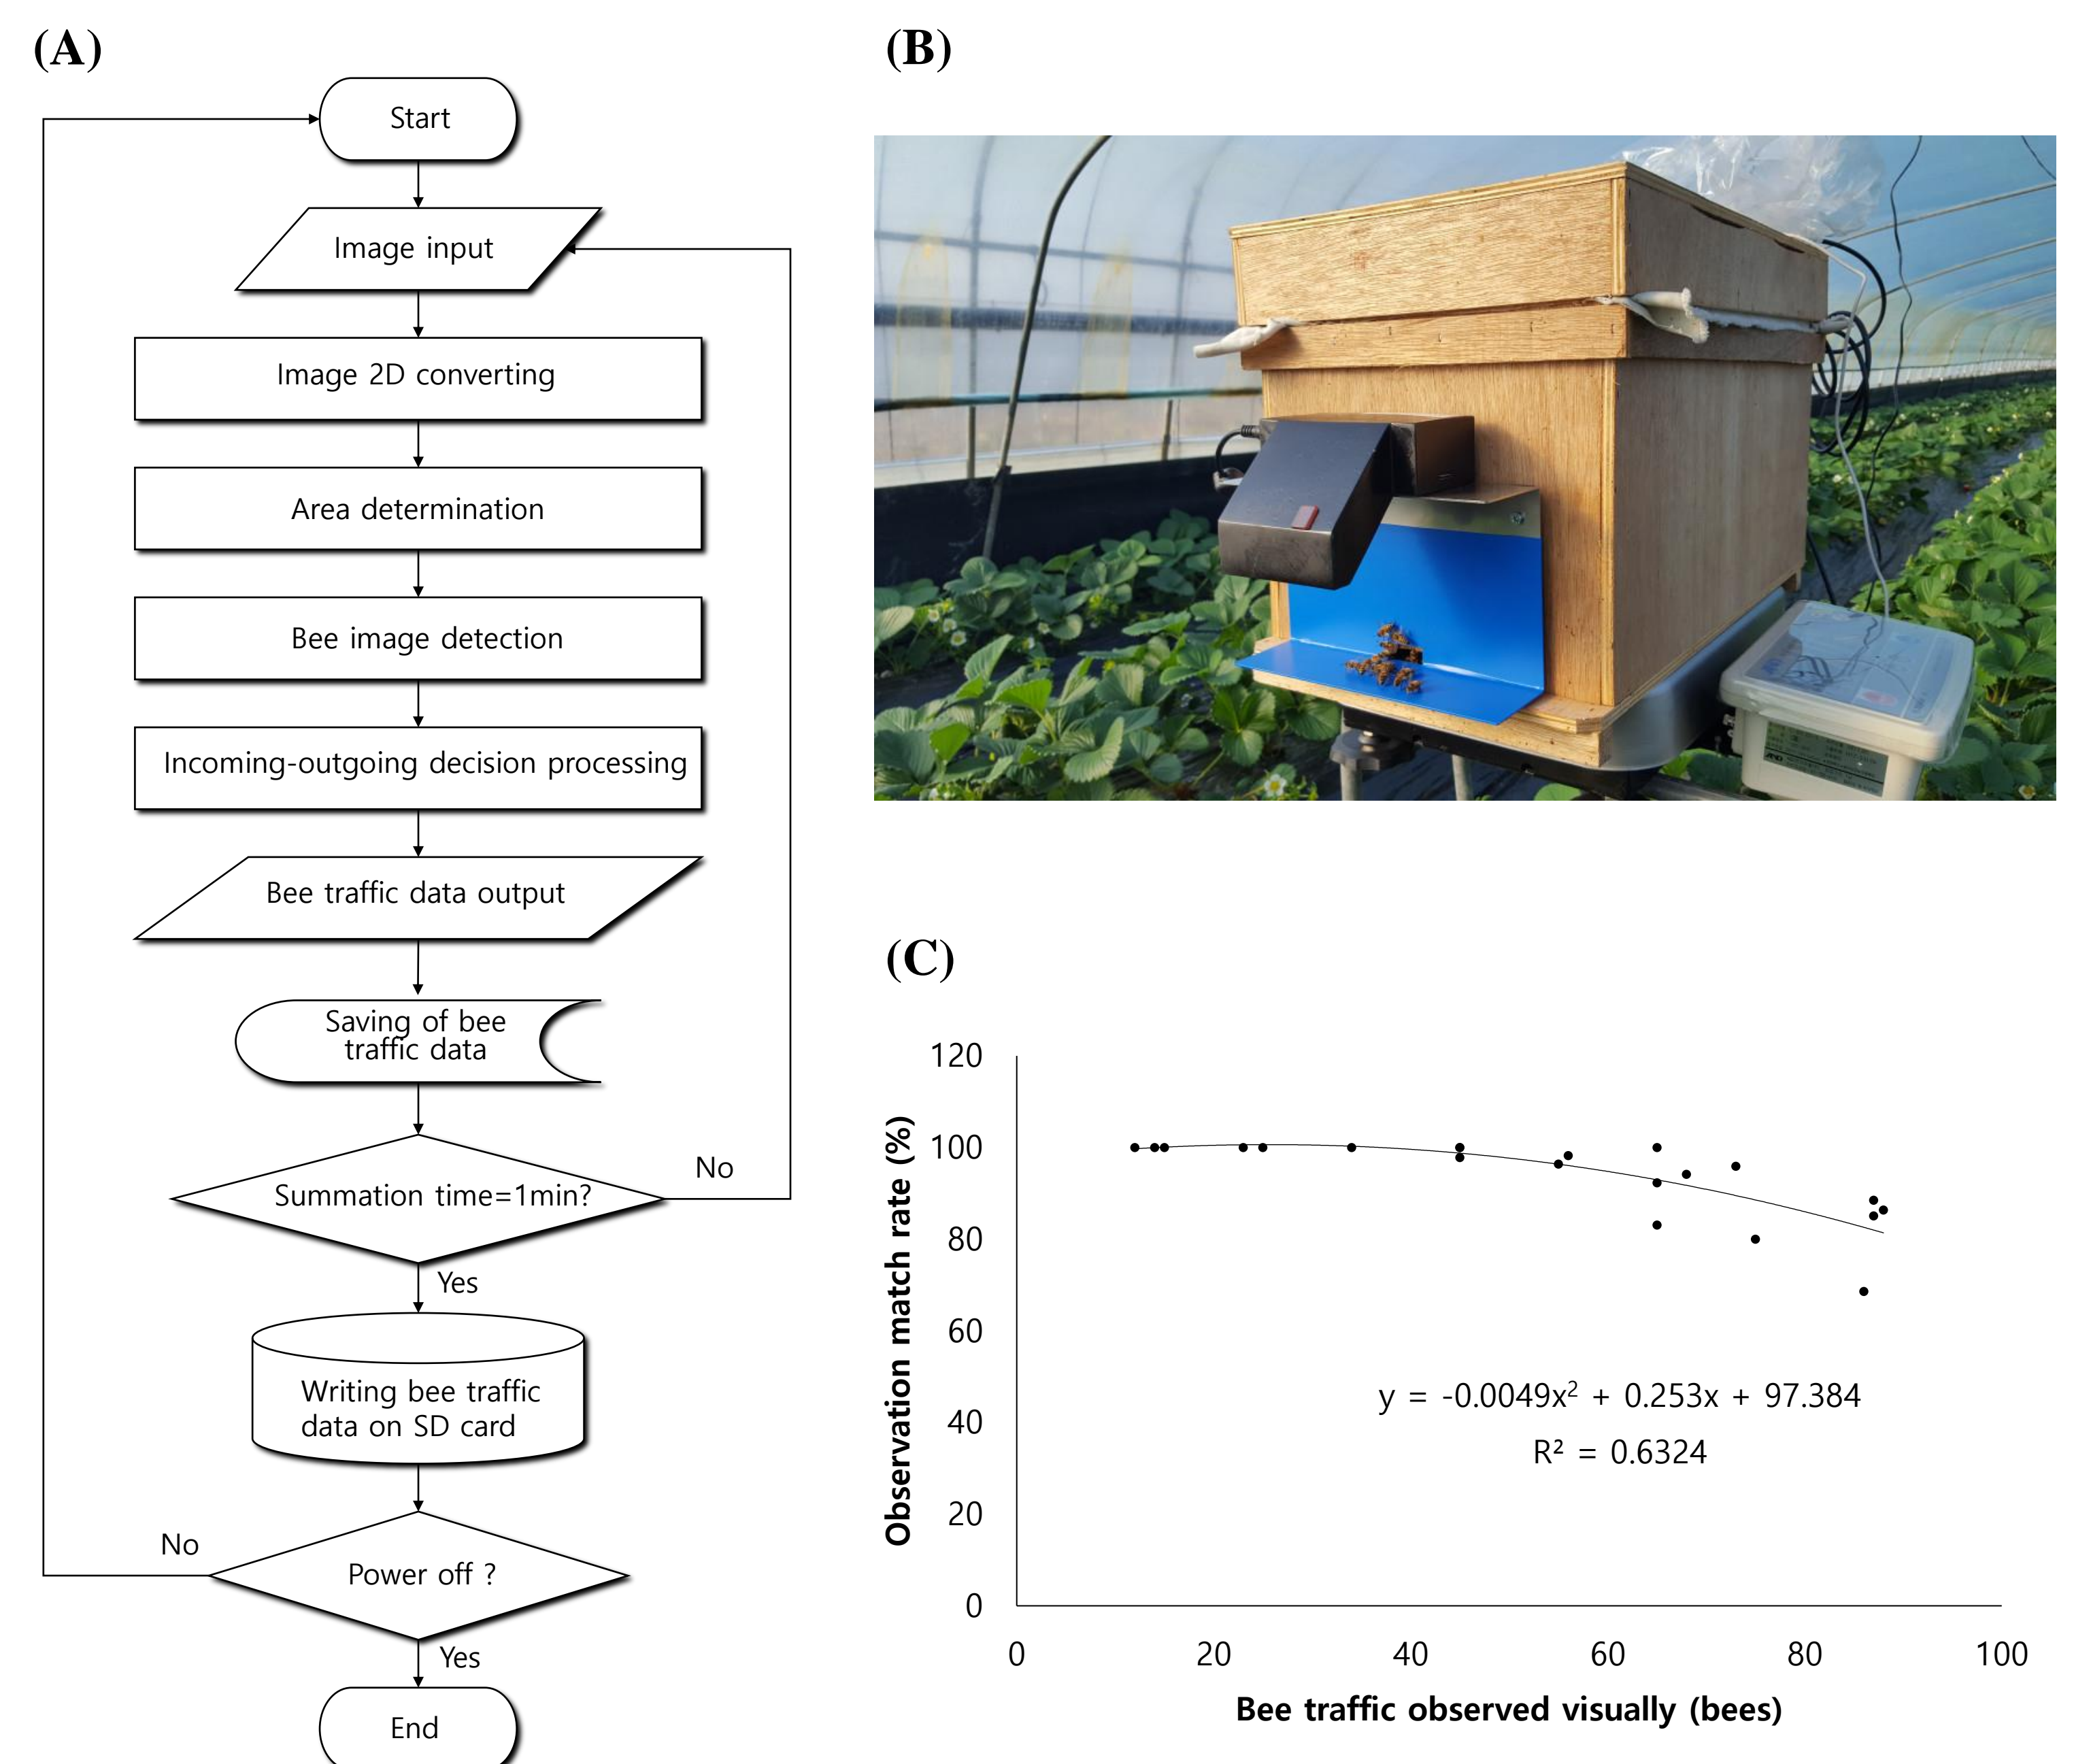 (A)
Start
Image input
Image 2D converting
Area determination
Bee image detection
Incoming-outgoing decision processing
Bee traffic data output
Saving of bee
traffic data
Summation time=1min?
No
Yes
Writing bee traffic
data on SD card
Power off ?
No
Yes
End
(B)
AND
(C)
Observation match rate (%)
120
100
80
60
40
20
0
y = -0.0049x² + 0.253x + 97.384
R² = 0.6324
0 20 40 60 80 100
Bee traffic observed visually (bees)